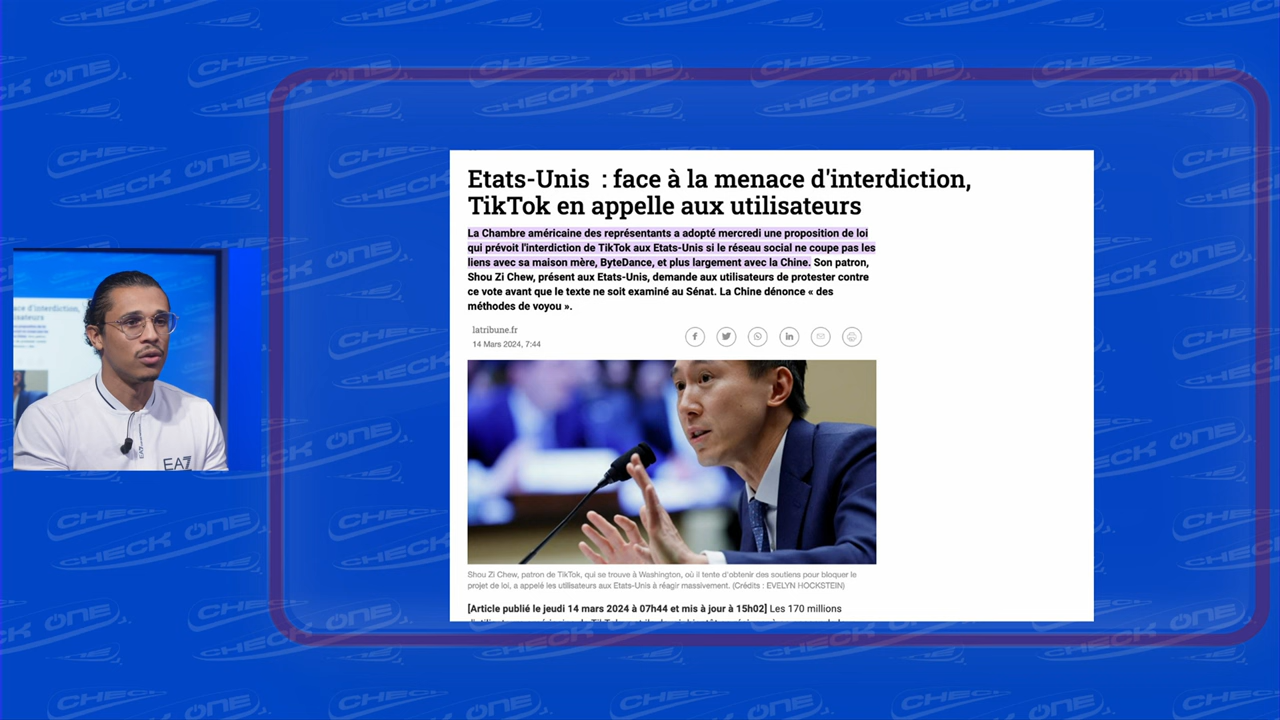 CHECK ONE
Etats-Unis : face à la menace d'interdiction,
TikTok en appelle aux utilisateurs
La Chambre américaine des représentants a adopté mercredi une proposition de loi
qui prévoit l'interdiction de TikTok aux Etats-Unis si le réseau social ne coupe pas les
liens avec sa maison mère, ByteDance, et plus largement avec la Chine. Son patron,
Shou Zi Chew, présent aux Etats-Unis, demande aux utilisateurs de protester contre
ce vote avant que le texte ne soit examiné au Sénat. La Chine dénonce « des
méthodes de voyou ».
latribune.fr
14 Mars 2024, 7:44
Shou Zi Chew, patron de TikTok, qui se trouve à Washington, où il tente d'obtenir des soutiens pour bloquer le
projet de loi, a appelé les utilisateurs aux Etats-Unis à réagir massivement. (Crédits : EVELYN HOCKSTEIN)
[Article publié le jeudi 14 mars 2024 à 07h44 et mis à jour à 15h02] Les 170 millions
EA7